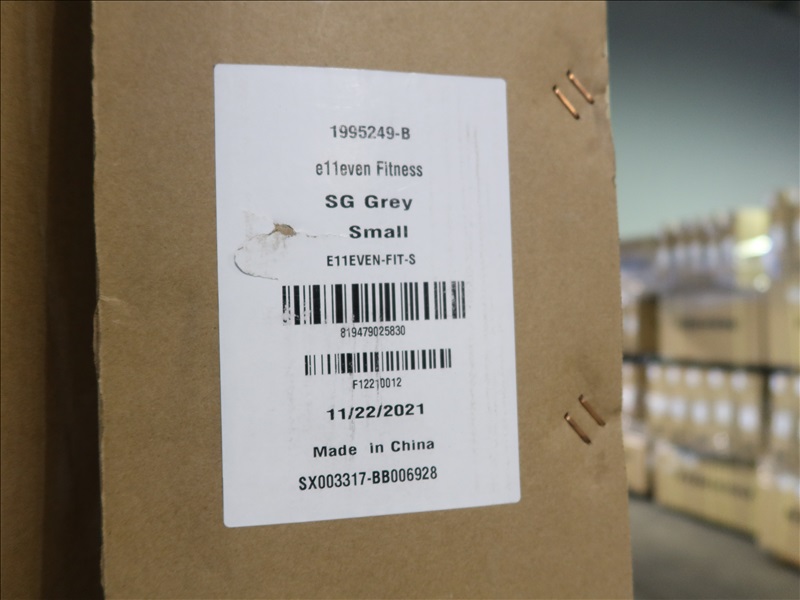 1995249-B
e11even Fitness
SG Grey
Small
E11EVEN-FIT-S
819479025830
F12210012
11/22/2021
Made in China
SX003317-BB006928